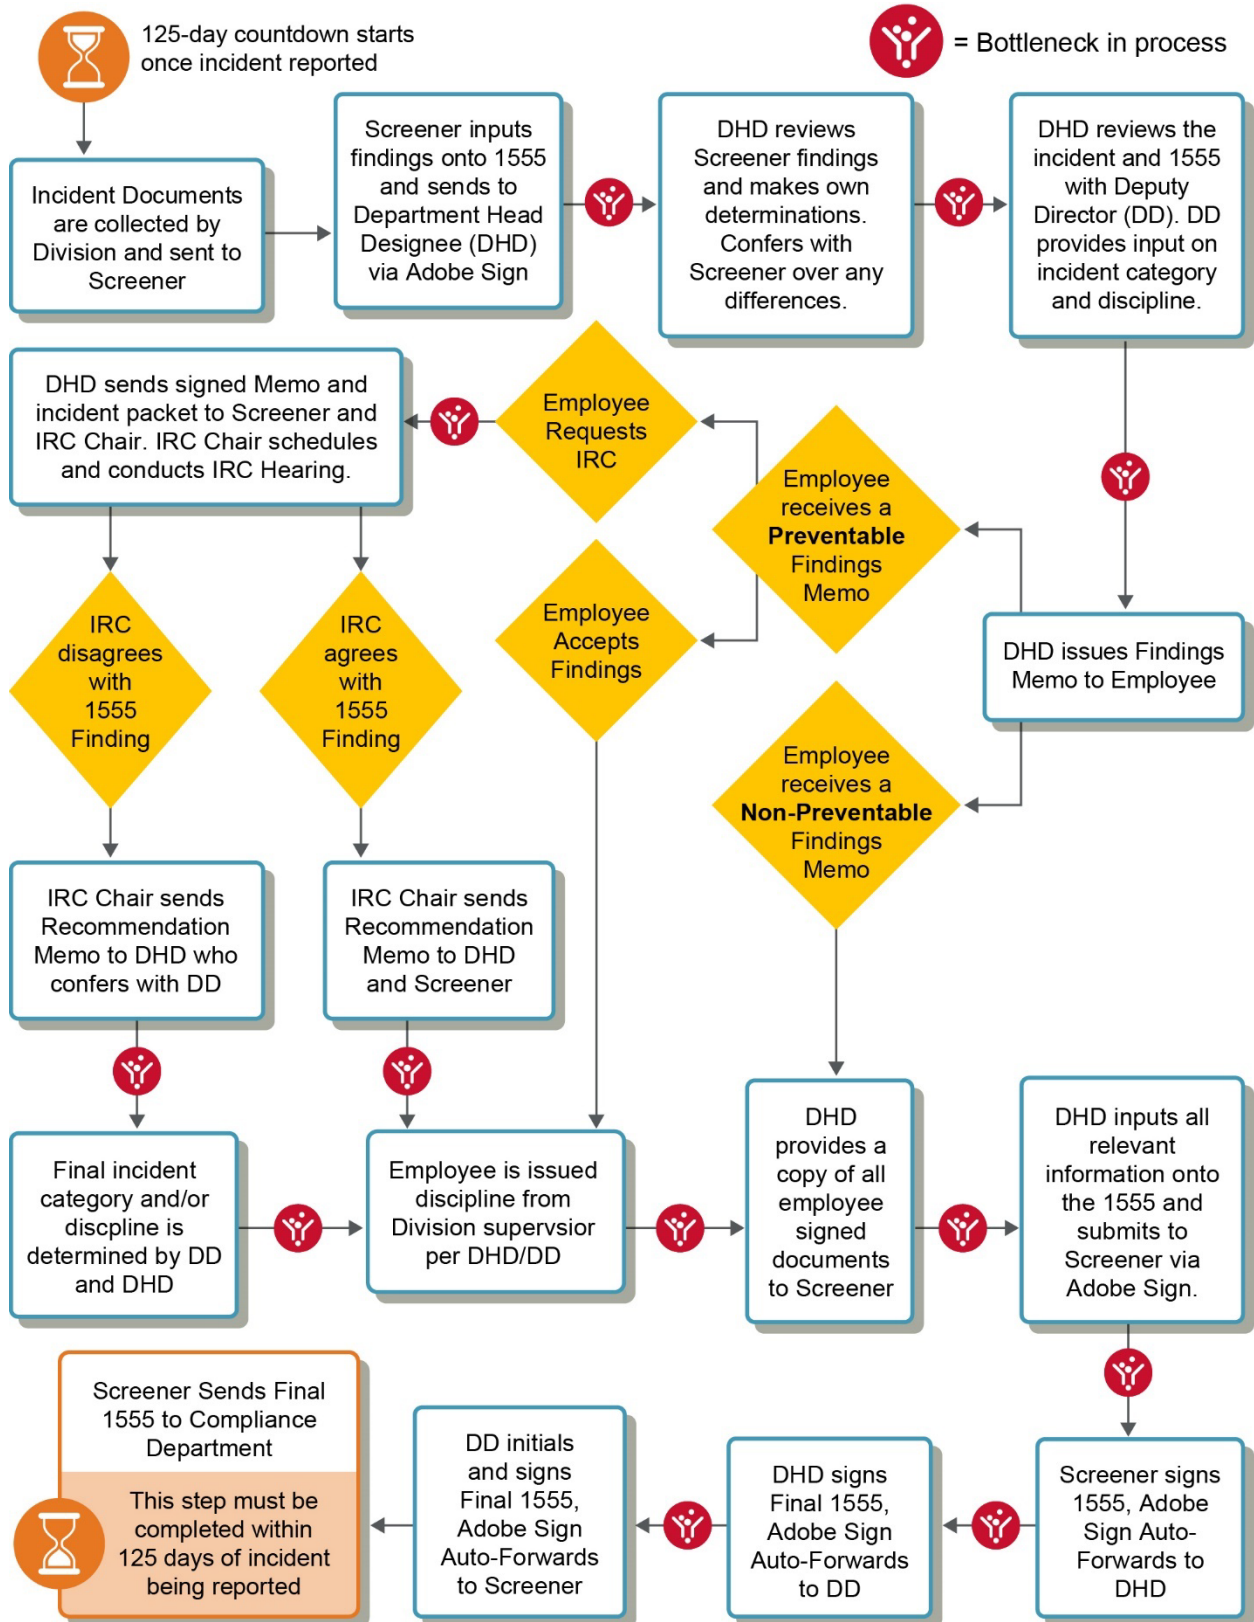 125-day countdown starts
once incident reported
= Bottleneck in process
Incident Documents
are collected by
Division and sent to
Screener
Screener inputs
findings onto 1555
and sends to
Department Head
Designee (DHD)
via Adobe Sign
DHD reviews
Screener findings
and makes own
determinations.
Confers with
Screener over any
differences.
DHD reviews the
incident and 1555
with Deputy
Director (DD). DD
provides input on
incident category
and discipline.
DHD issues Findings
Memo to Employee
Employee
receives a
Preventable
Findings
Memo
Employee
Requests
IRC
Employee
Accepts
Findings
DHD sends signed Memo and
incident packet to Screener and
IRC Chair. IRC Chair schedules
and conducts IRC Hearing.
IRC
disagrees
with
1555
Finding
IRC
agrees
with
1555
Finding
Employee
receives a
Non-Preventable
Findings
Memo
IRC Chair sends
Recommendation
Memo to DHD who
confers with DD
IRC Chair sends
Recommendation
Memo to DHD
and Screener
Final incident
category and/or
discpline is
determined by DD
and DHD
Employee is issued
discipline from
Division supervsior
per DHD/DD
DHD
provides a
copy of all
employee
signed
documents
to Screener
DHD inputs all
relevant
information onto
the 1555 and
submits to
Screener via
Adobe Sign.
Screener signs
1555, Adobe
Sign Auto-
Forwards to
DHD
DHD signs
Final 1555,
Adobe Sign
Auto-Forwards
to DD
DD initials
and signs
Final 1555,
Adobe Sign
Auto-Forwards
to Screener
Screener Sends Final
1555 to Compliance
Department
This step must be
completed within
125 days of incident
being reported